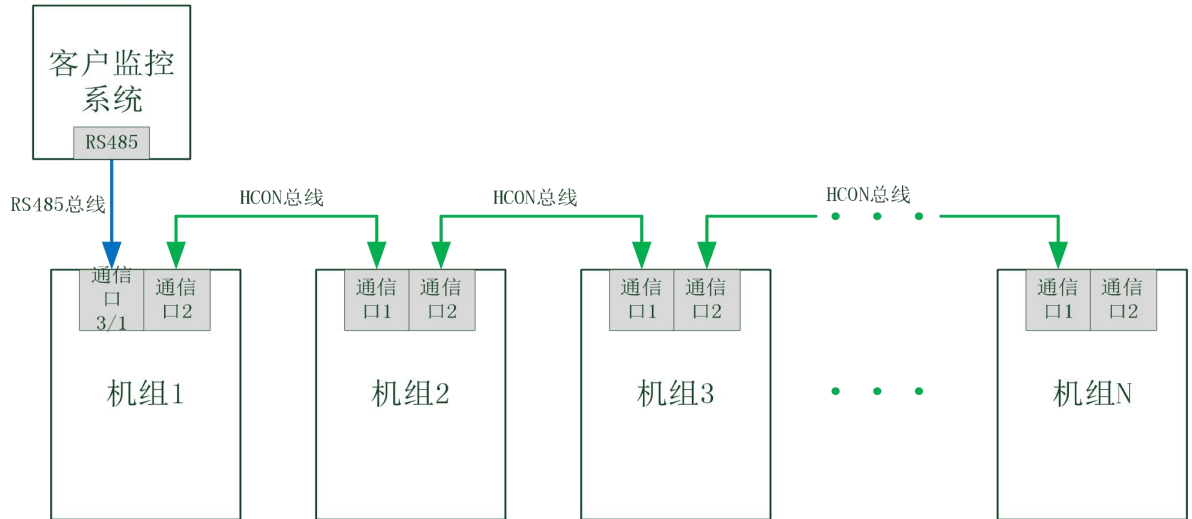 客户监控
系统
RS485
RS485总线
HCON总线
HCON总线
HCON总线
通信
口
3/1
通信
口2
通信
口1
通信
口2
通信
口1
通信
口2
通信
口1
通信
口2
机组1
机组2
机组3
机组N